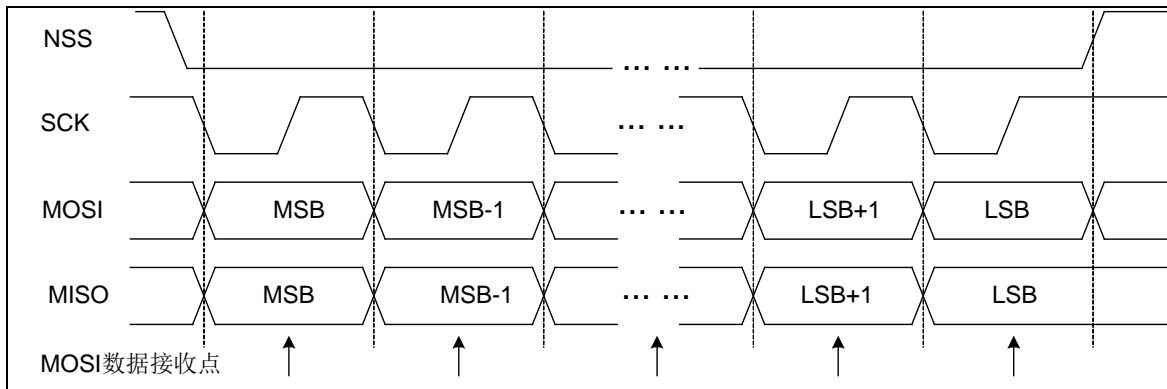 NSS
... ...
SCK
... ...
MOSI MSB MSB-1 ... ... LSB+1 LSB
MISO MSB MSB-1 ... ... LSB+1 LSB
MOSI数据接收点